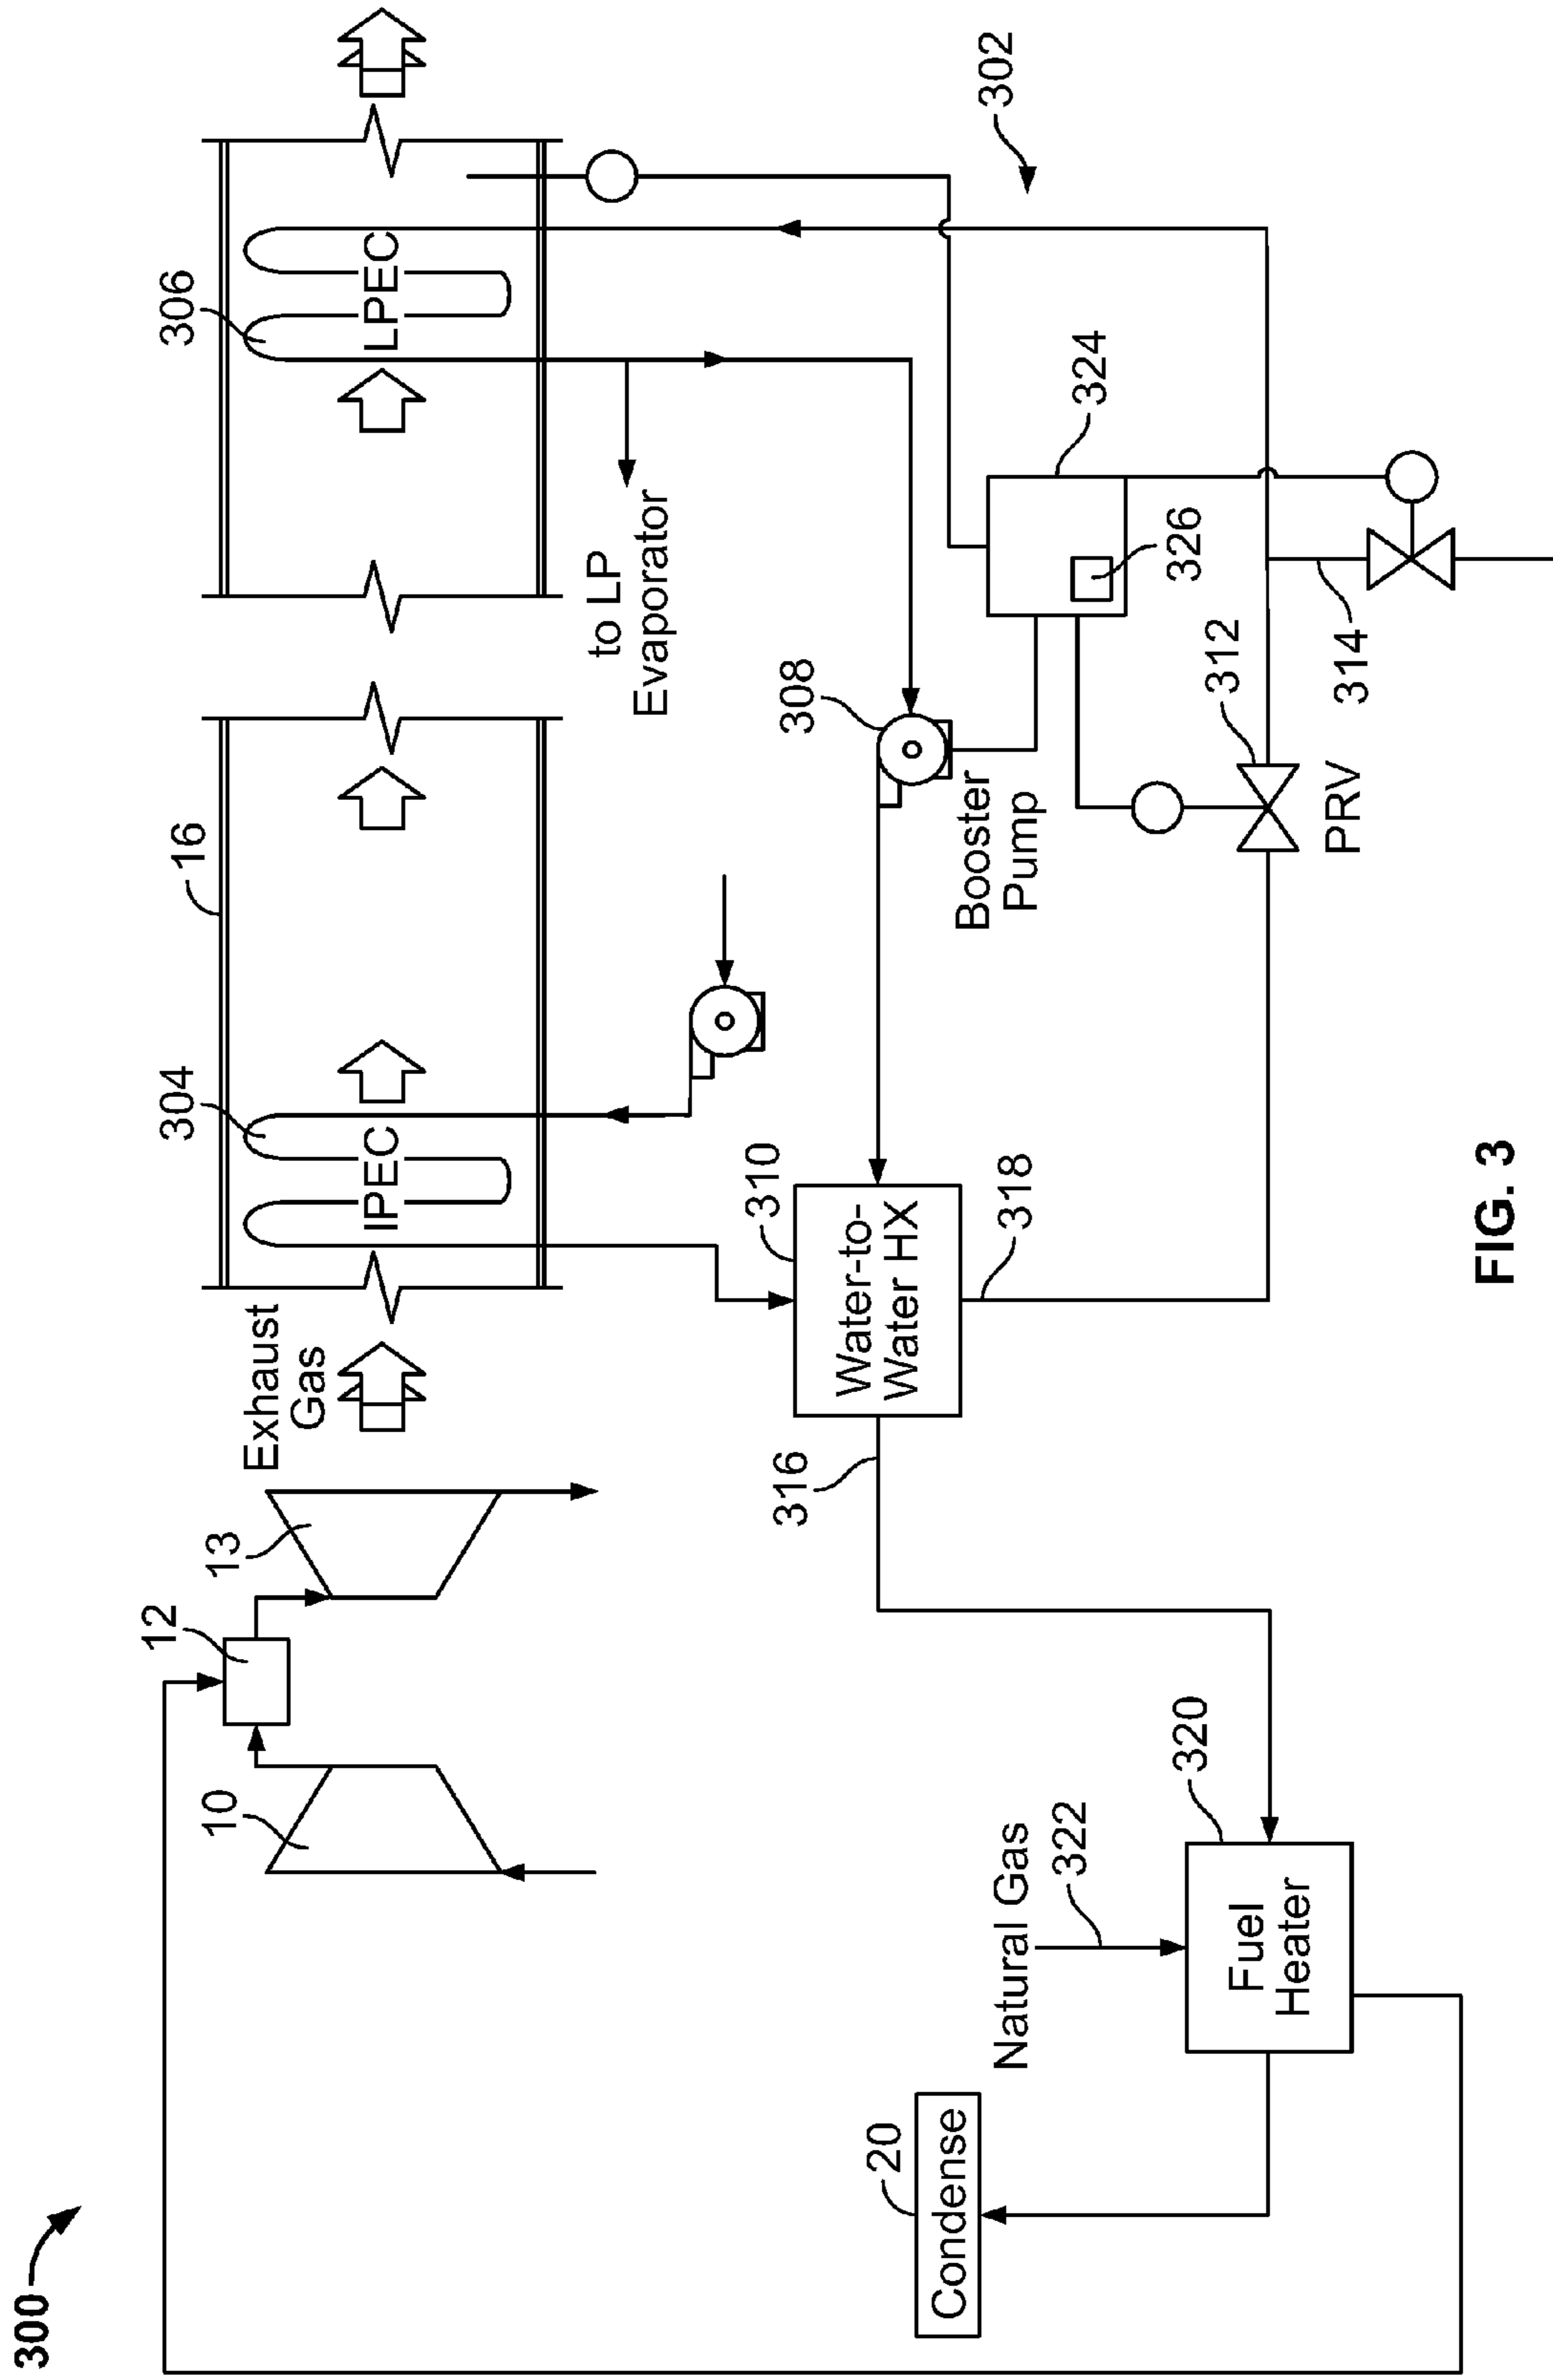 300
10
12
13
Exhaust
Gas
16
304
IPEC
306
LPEC
302
to LP
Evaporator
308
Booster
Pump
324
326
310
Water-to-
Water HX
316
318
312
PRV
314
20
Condense
Natural Gas
322
320
Fuel
Heater
FIG. 3